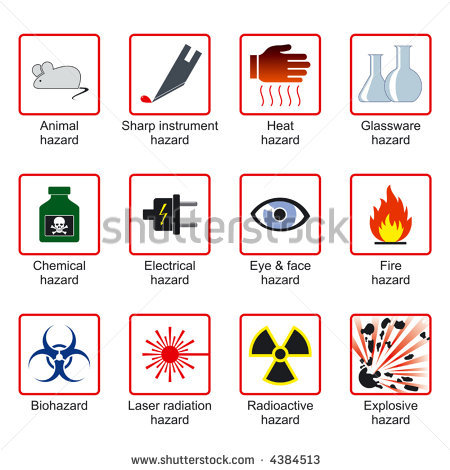 Animal hazard
Sharp instrument hazard
Heat hazard
Glassware hazard
Chemical hazard
Electrical hazard
Eye & face hazard
Fire hazard
shutterstock
Biohazard
Laser radiation hazard
Radioactive hazard
Explosive hazard
www.shutterstock.com · 4384513